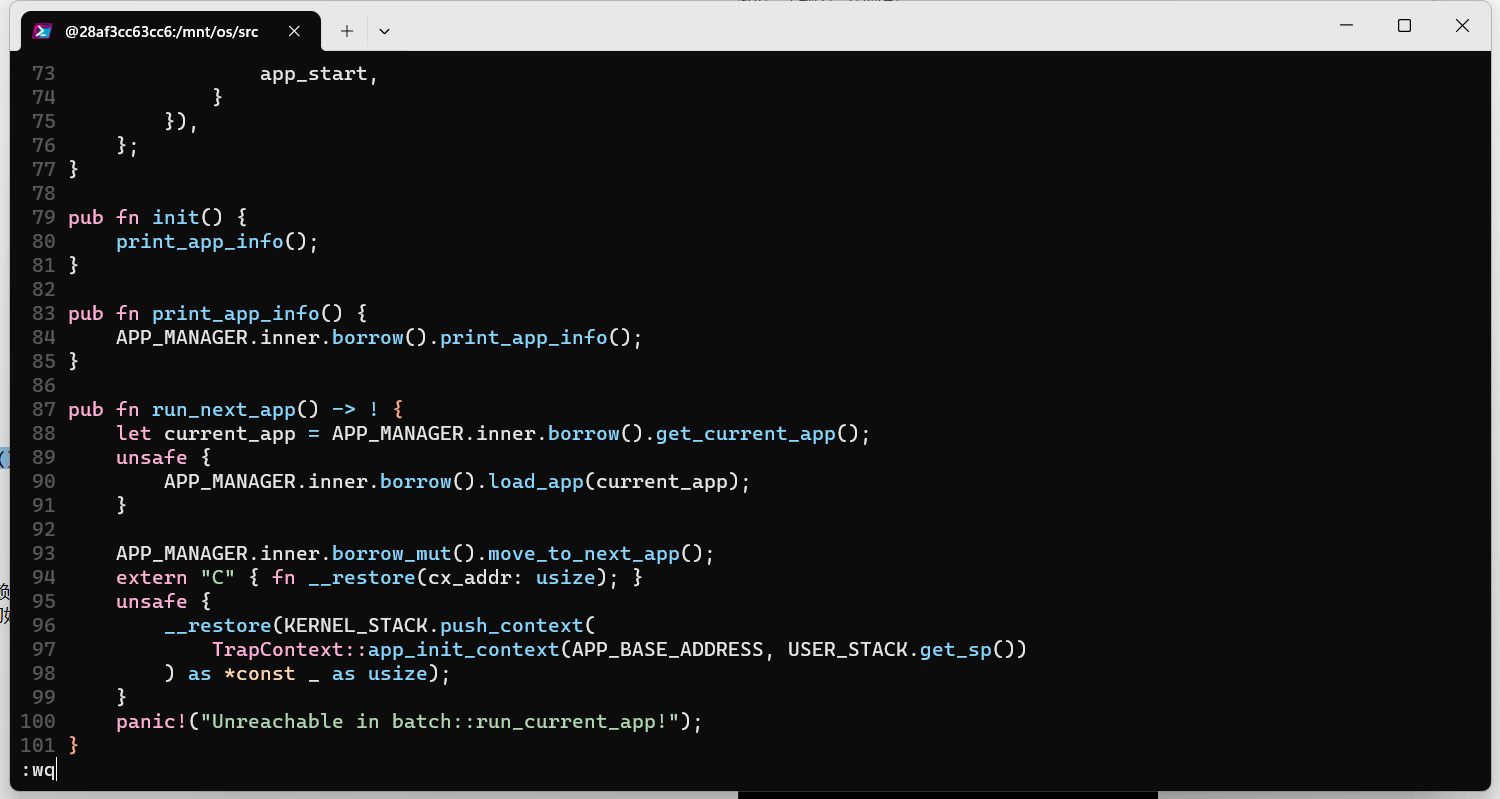 @28af3cc63cc6:/mnt/os/src
73                 app_start,
74             }
75         }),
76     };
77 }
78
79 pub fn init() {
80     print_app_info();
81 }
82
83 pub fn print_app_info() {
84     APP_MANAGER.inner.borrow().print_app_info();
85 }
86
87 pub fn run_next_app() -> ! {
88     let current_app = APP_MANAGER.inner.borrow().get_current_app();
89     unsafe {
90         APP_MANAGER.inner.borrow().load_app(current_app);
91     }
92
93     APP_MANAGER.inner.borrow_mut().move_to_next_app();
94     extern "C" { fn __restore(cx_addr: usize); }
95     unsafe {
96         __restore(KERNEL_STACK.push_context(
97             TrapContext::app_init_context(APP_BASE_ADDRESS, USER_STACK.get_sp())
98         ) as *const _ as usize);
99     }
100     panic!("Unreachable in batch::run_current_app!");
101 }
:wq